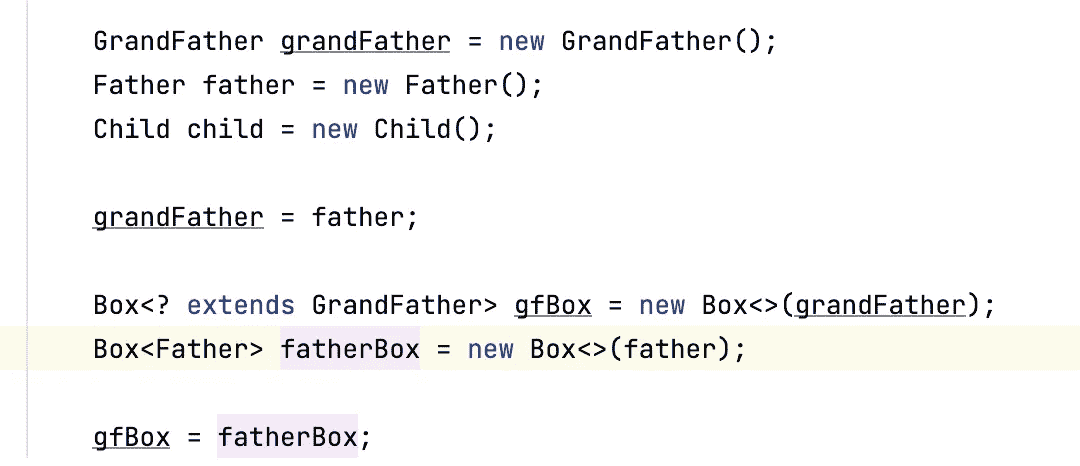 GrandFather grandFather = new GrandFather();
Father father = new Father();
Child child = new Child();
grandFather = father;
Box<? extends GrandFather> gfBox = new Box<>(grandFather);
Box<Father> fatherBox = new Box<>(father);
gfBox = fatherBox;